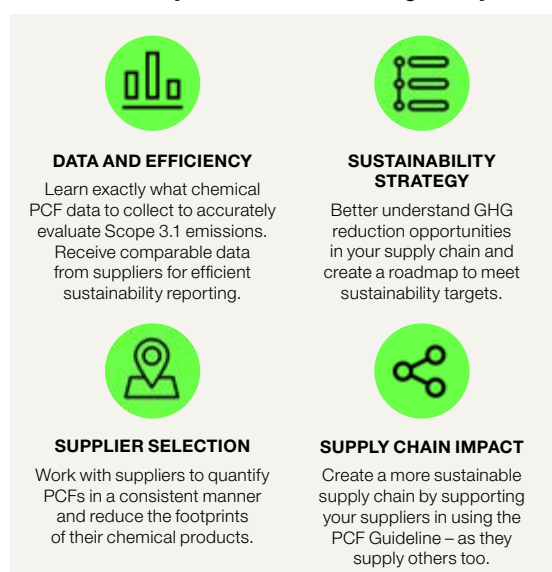 DATA AND EFFICIENCY
Learn exactly what chemical
PCF data to collect to accurately
evaluate Scope 3.1 emissions.
Receive comparable data
from suppliers for efficient
sustainability reporting.
SUSTAINABILITY
STRATEGY
Better understand GHG
reduction opportunities
in your supply chain and
create a roadmap to meet
sustainability targets.
SUPPLIER SELECTION
Work with suppliers to quantify
PCFs in a consistent manner
and reduce the footprints
of their chemical products.
SUPPLY CHAIN IMPACT
Create a more sustainable
supply chain by supporting
your suppliers in using the
PCF Guideline – as they
supply others too.